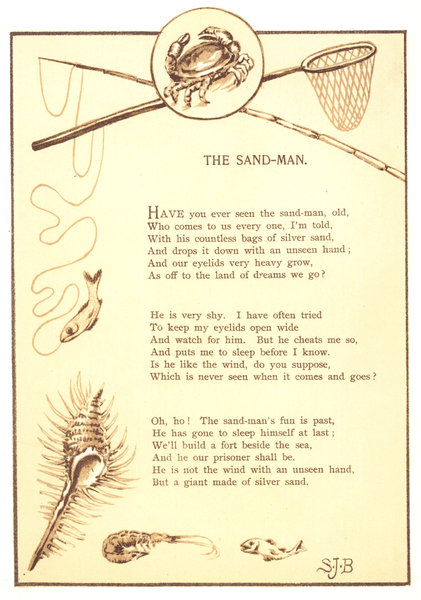 THE SAND-MAN.
HAVE you ever seen the sand-man, old,
Who comes to us every one, I'm told,
With his countless bags of silver sand,
And drops it down with an unseen hand;
And our eyelids very heavy grow,
As off to the land of dreams we go?
He is very shy. I have often tried
To keep my eyelids open wide
And watch for him. But he cheats me so,
And puts me to sleep before I know.
Is he like the wind, do you suppose,
Which is never seen when it comes and goes?
Oh, ho! The sand-man's fun is past,
He has gone to sleep himself at last;
We'll build a fort beside the sea,
And he our prisoner shall be.
He is not the wind with an unseen hand,
But a giant made of silver sand.
S.J.B